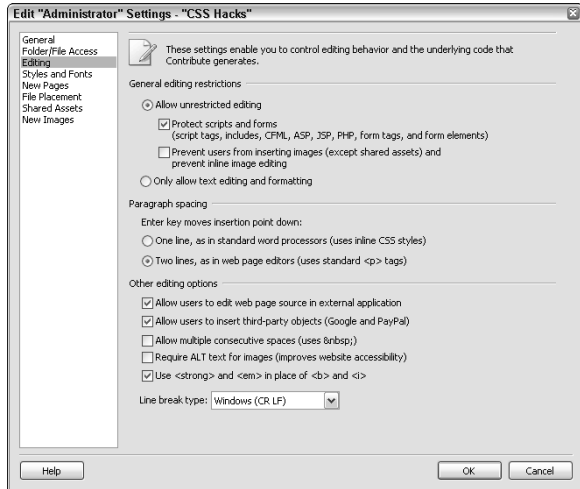 Edit "Administrator" Settings - "CSS Hacks"
General
Folder/File Access
Editing
Styles and Fonts
New Pages
File Placement
Shared Assets
New Images
These settings enable you to control editing behavior and the underlying code that
Contribute generates.
General editing restrictions
Allow unrestricted editing
Protect scripts and forms
(script tags, includes, CFML, ASP, JSP, PHP, form tags, and form elements)
Prevent users from inserting images (except shared assets) and
prevent inline image editing
Only allow text editing and formatting
Paragraph spacing
Enter key moves insertion point down:
One line, as in standard word processors (uses inline CSS styles)
Two lines, as in web page editors (uses standard <p> tags)
Other editing options
Allow users to edit web page source in external application
Allow users to insert third-party objects (Google and PayPal)
Allow multiple consecutive spaces (uses &nbsp;)
Require ALT text for images (improves website accessibility)
Use <strong> and <em> in place of <b> and <i>
Line break type: Windows (CR LF)
Help
OK
Cancel